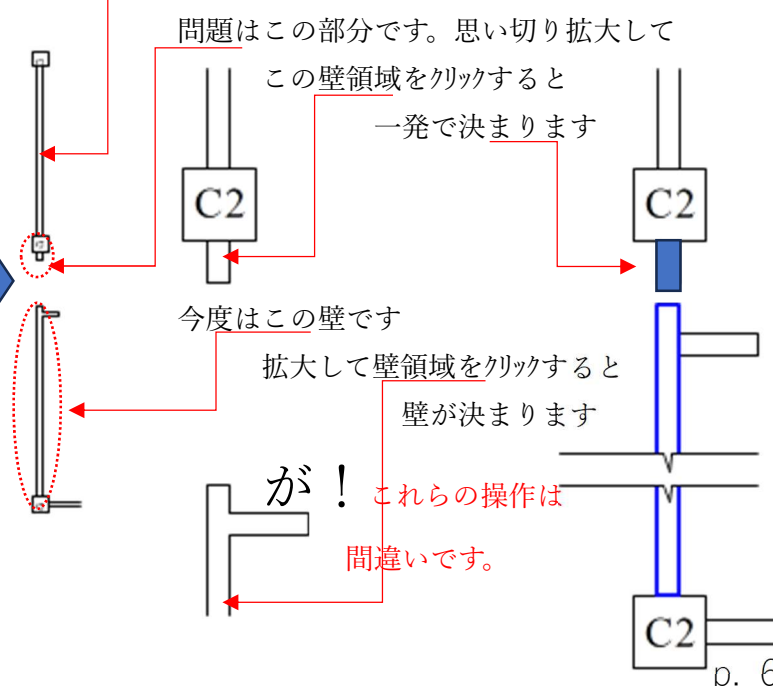 問題はこの部分です。思い切り拡大して
この壁領域をｸﾘｯｸすると
一発で決まります
C2
C2
今度はこの壁です
拡大して壁領域をｸﾘｯｸすると
壁が決まります
が！これらの操作は
間違いです。
C2
p. 6